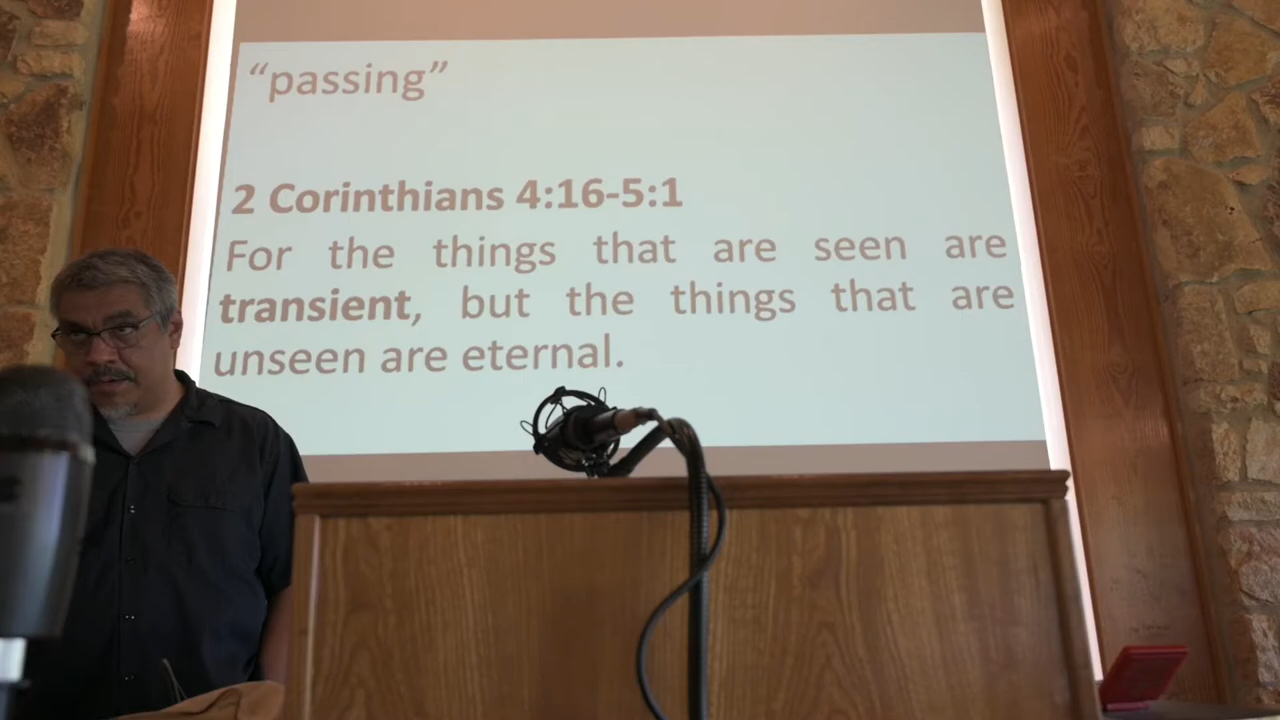 “passing”
2 Corinthians 4:16-5:1
For the things that are seen are
transient, but the things that are
unseen are eternal.